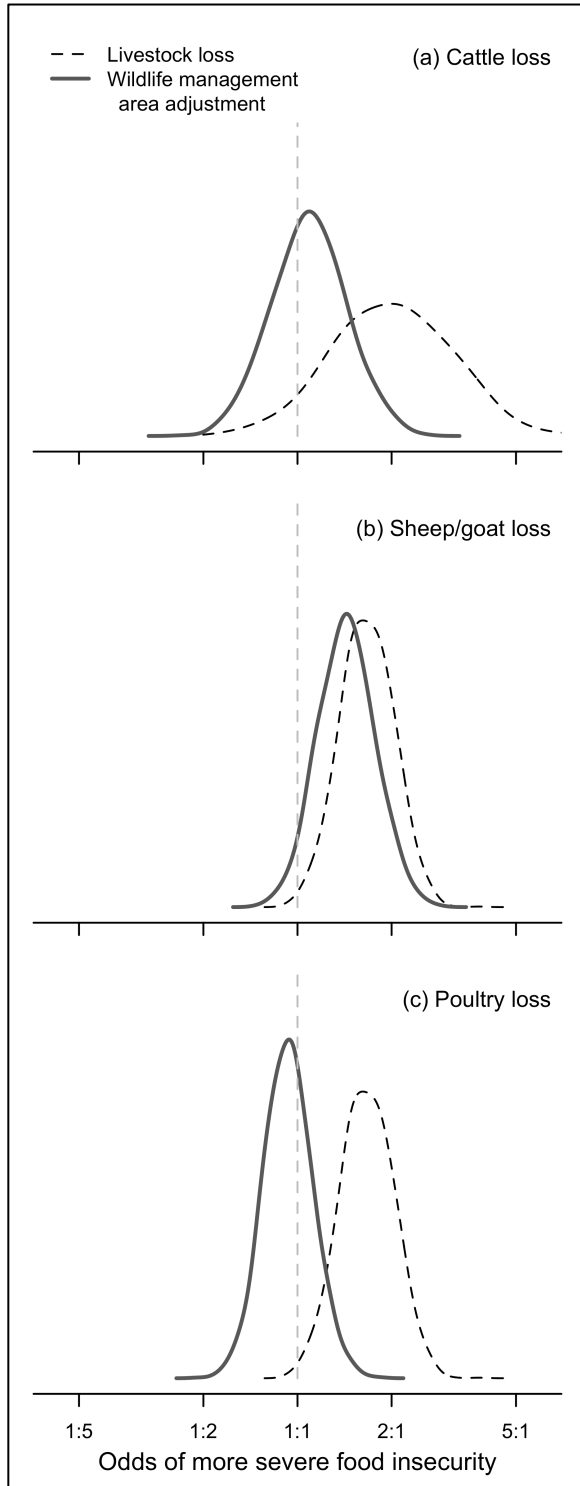 Livestock loss
Wildlife management
area adjustment
(a) Cattle loss
(b) Sheep/goat loss
(c) Poultry loss
1:5 1:2 1:1 2:1 5:1
Odds of more severe food insecurity